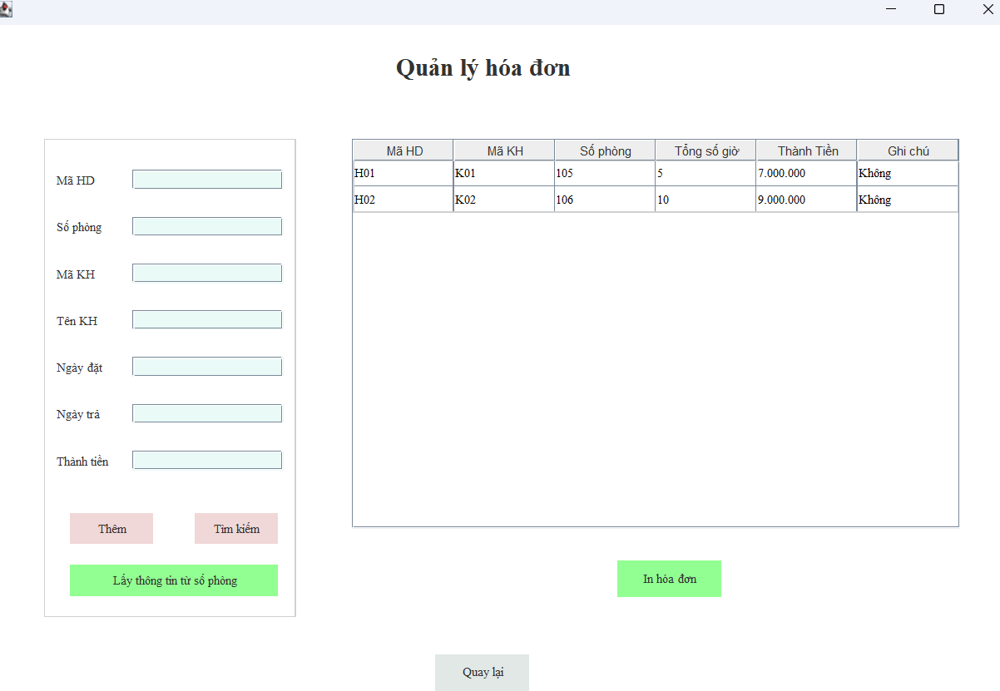 Quản lý hóa đơn
Mã HD
Số phòng
Mã KH
Tên KH
Ngày đặt
Ngày trả
Thành tiền
Thêm Tìm kiếm
Lấy thông tin từ số phòng
Mã HD Mã KH Số phòng Tổng số giờ Thành Tiền Ghi chú
H01 K01 105 5 7.000.000 Không
H02 K02 106 10 9.000.000 Không
In hóa đơn
Quay lại